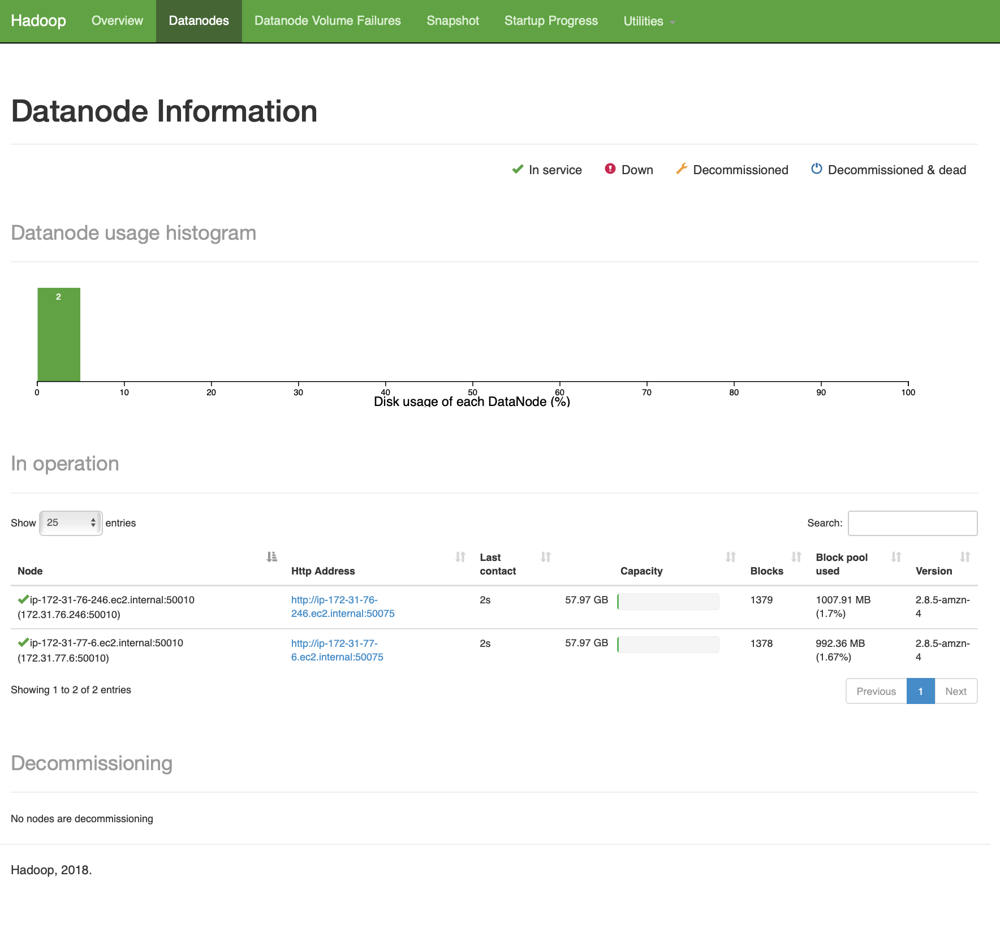 Hadoop Overview Datanodes Datanode Volume Failures Snapshot Startup Progress Utilities
Datanode Information
In service Down Decommissioned Decommissioned & dead
Datanode usage histogram
2
0 10 20 30 40 50 60 70 80 90 100
Disk usage of each DataNode (%)
In operation
Show 25 entries Search:
Node Http Address Last contact Capacity Blocks Block pool used Version
ip-172-31-76-246.ec2.internal:50010 http://ip-172-31-76- 2s 57.97 GB 1379 1007.91 MB 2.8.5-amzn-
(172.31.76.246:50010) 246.ec2.internal:50075 (1.7%) 4
ip-172-31-77-6.ec2.internal:50010 http://ip-172-31-77- 2s 57.97 GB 1378 992.36 MB 2.8.5-amzn-
(172.31.77.6:50010) 6.ec2.internal:50075 (1.67%) 4
Showing 1 to 2 of 2 entries Previous 1 Next
Decommissioning
No nodes are decommissioning
Hadoop, 2018.